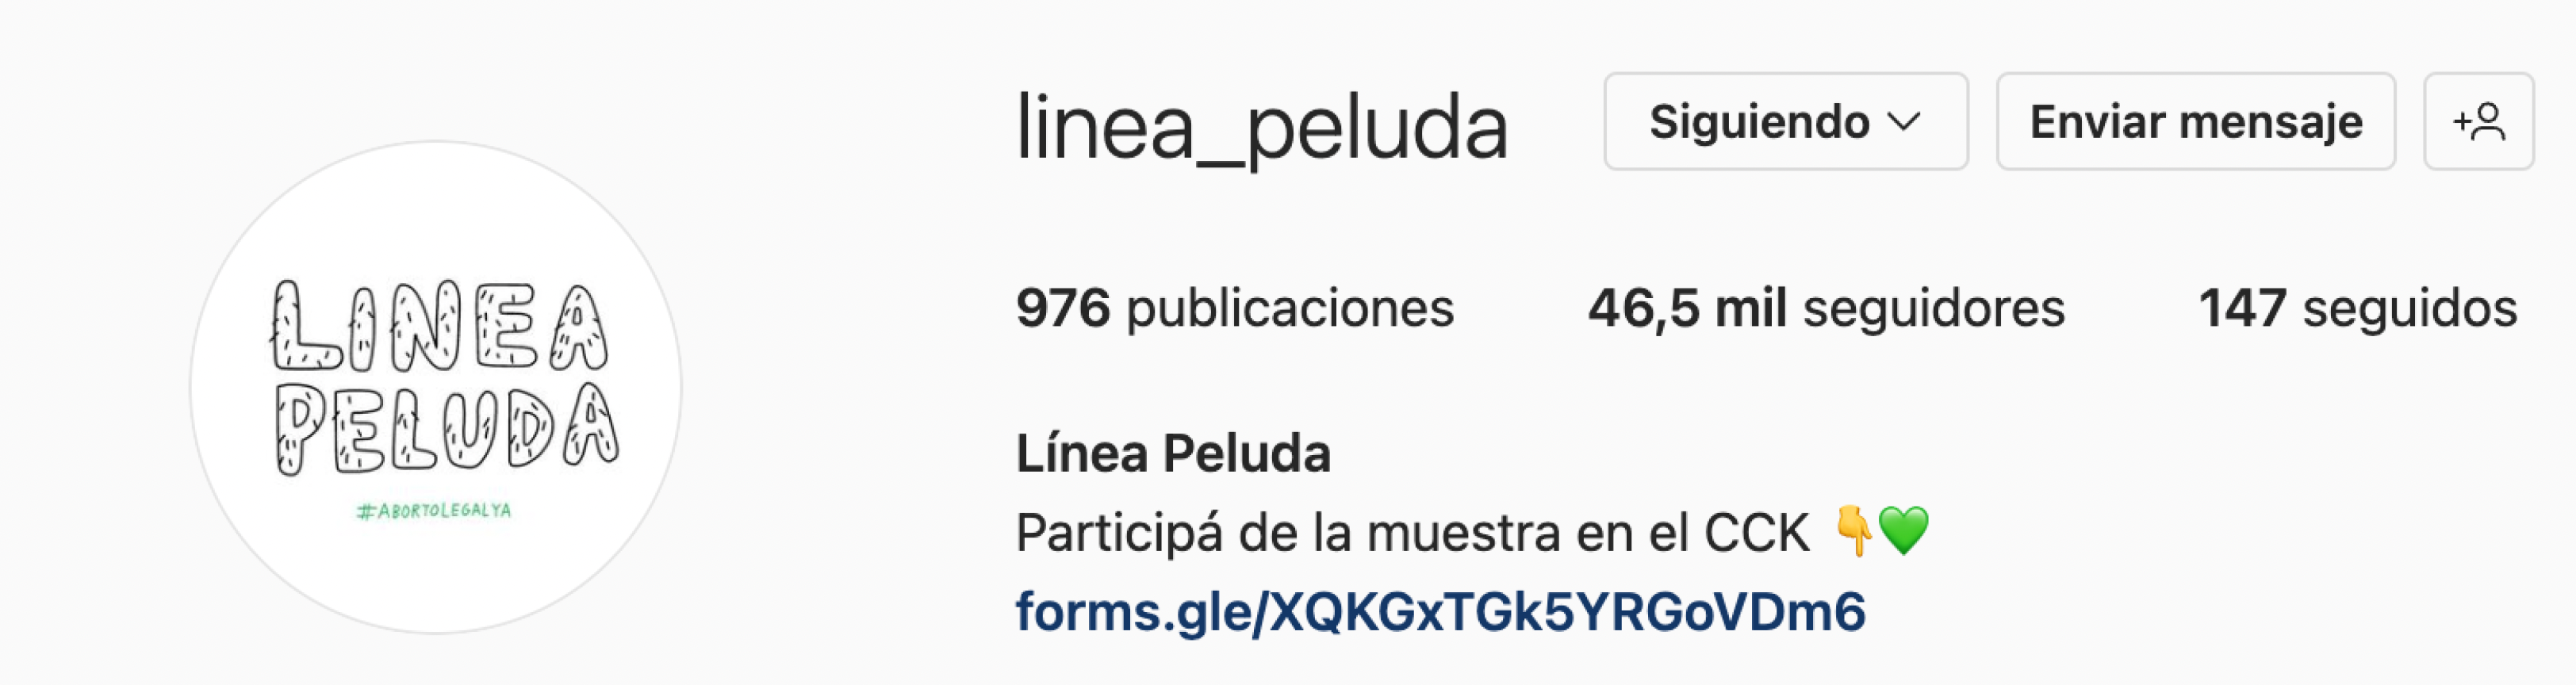 LINEA
PELUDA
#ABORTOLEGALYA
linea_peluda
Siguiendo
Enviar mensaje
976 publicaciones
46,5 mil seguidores
147 seguidos
Línea Peluda
Participá de la muestra en el CCK 👇💚
forms.gle/XQKGxTGk5YRGoVDm6